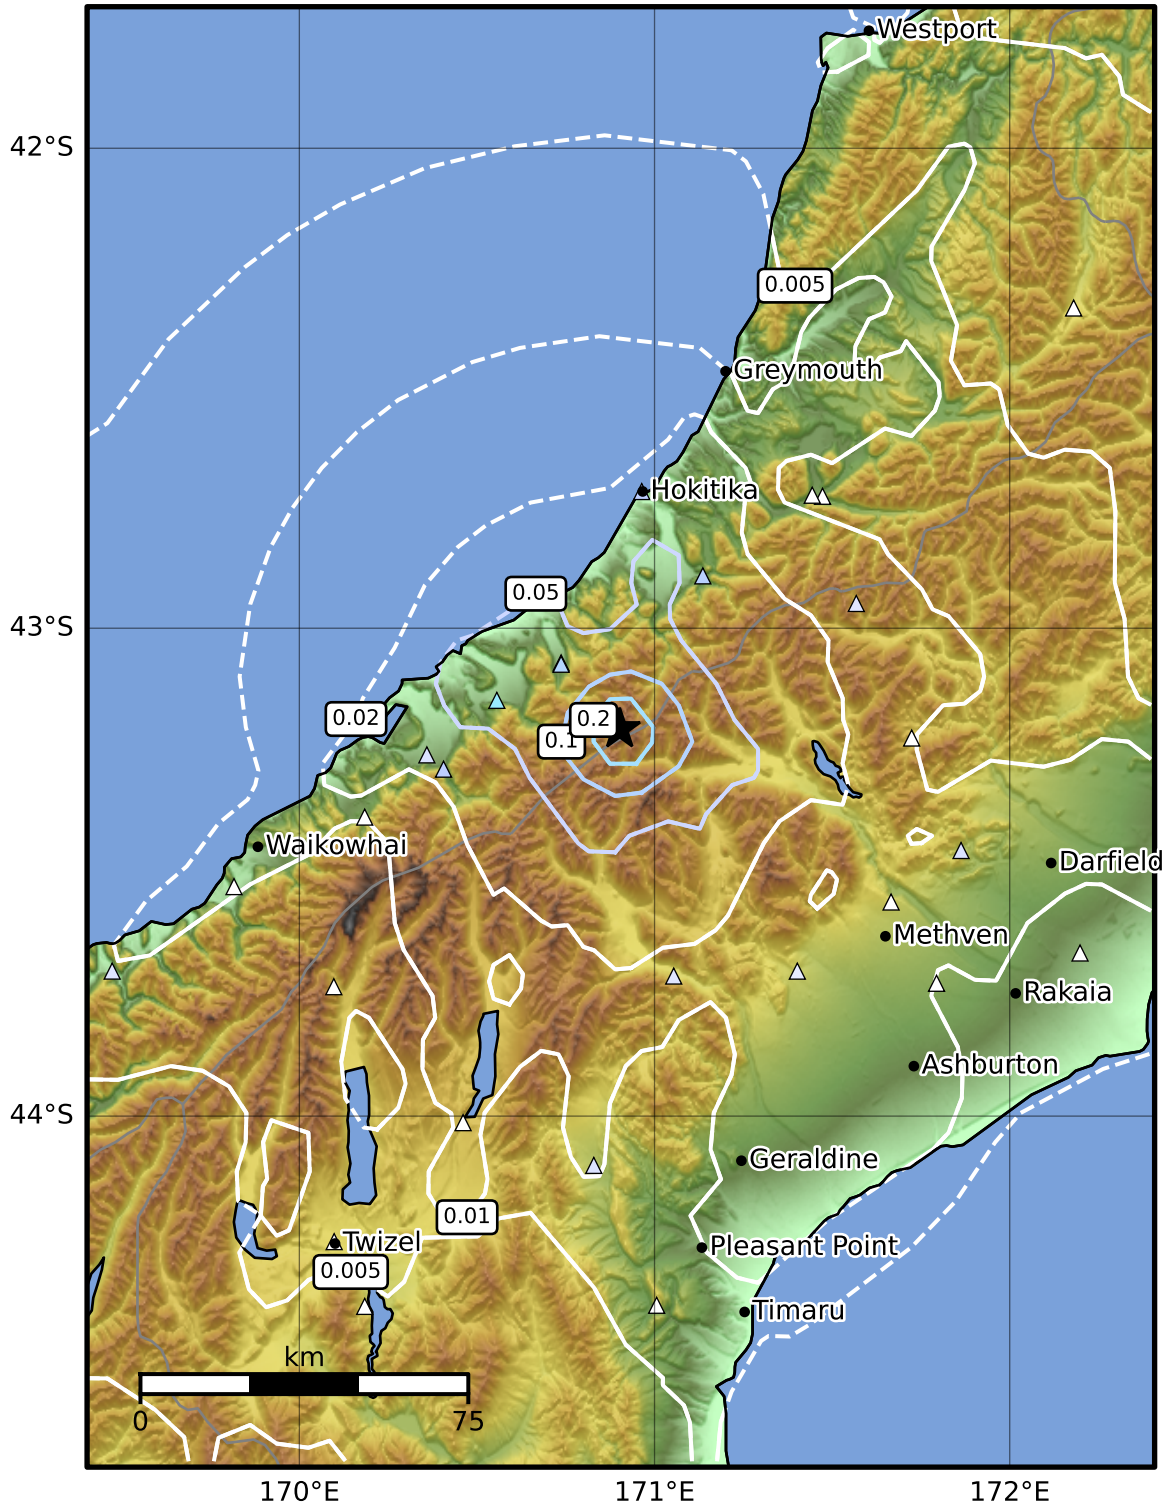 Westport
42°S
0.005
Greymouth
Hokitika
0.05
43°S
0.02
0.2
0.1
Waikowhai
Darfield
Methven
Rakaia
Ashburton
44°S
Geraldine
0.01
Twizel
Pleasant Point
0.005
Timaru
km
0 75
170°E 171°E 172°E